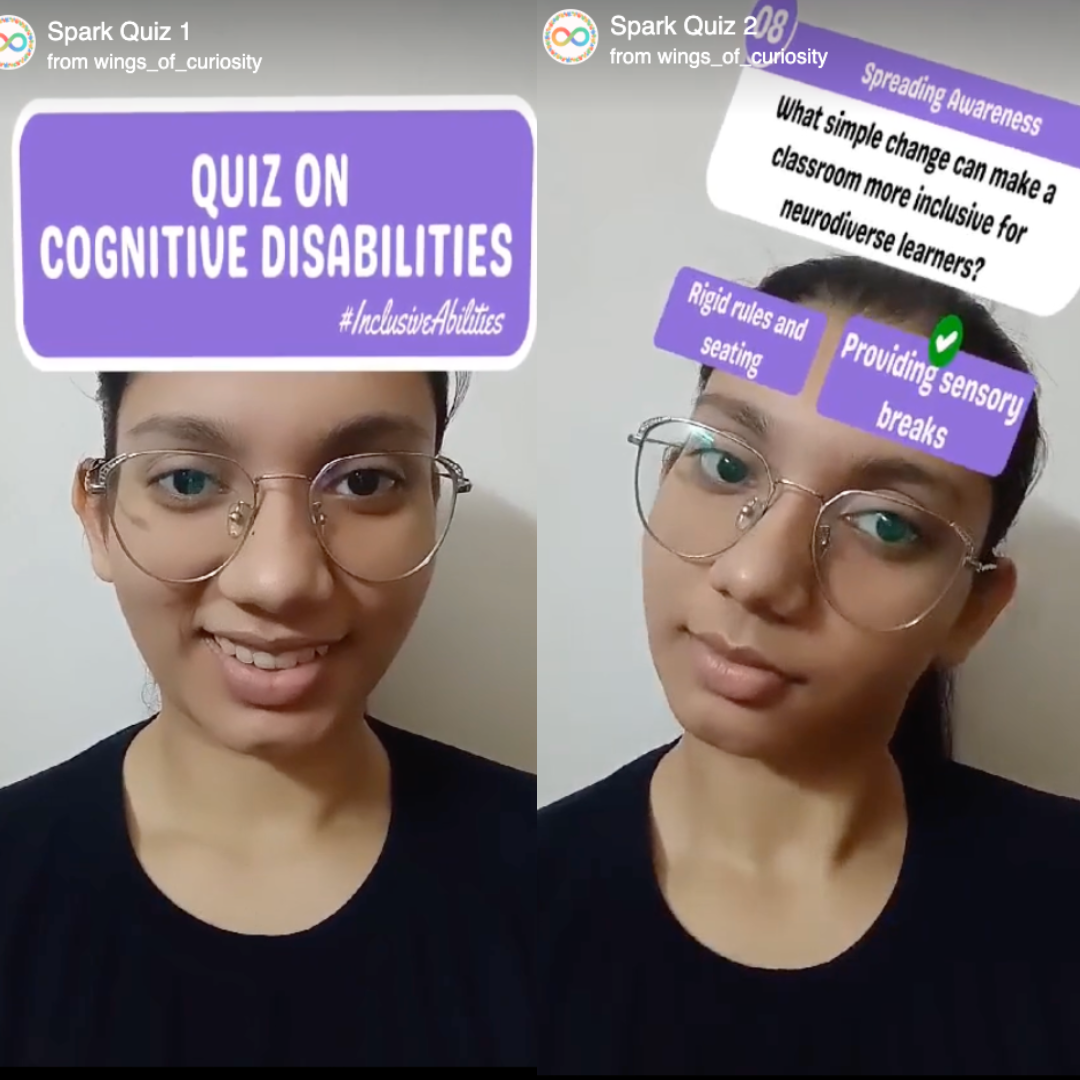 Spark Quiz 1
from wings_of_curiosity
QUIZ ON
COGNITIVE DISABILITIES
#InclusiveAbilities
Spark Quiz 2
from wings_of_curiosity
08
Spreading Awareness
What simple change can make a
classroom more inclusive for
neurodiverse learners?
Rigid rules and
seating
Providing sensory
breaks